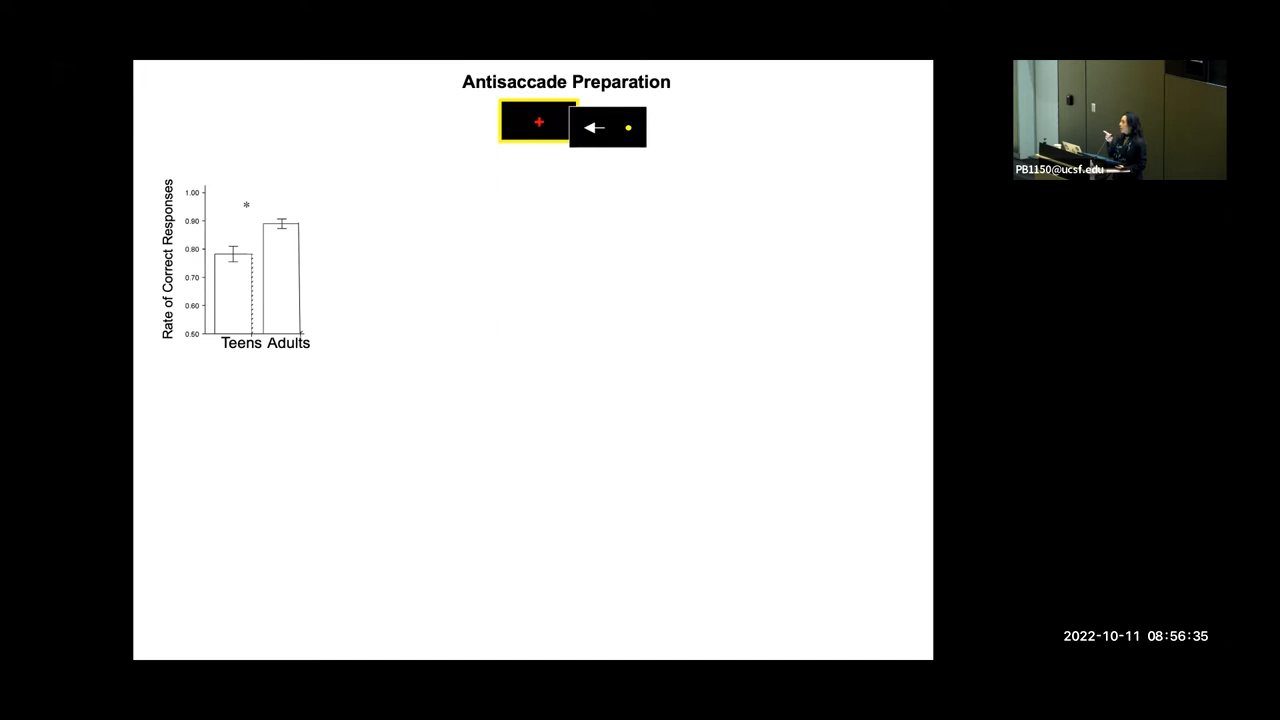 Antisaccade Preparation
PB1150@ucsf.edu
Rate of Correct Responses
1.00
*
0.90
0.80
0.70
0.60
0.50
Teens Adults
2022-10-11 08:56:35